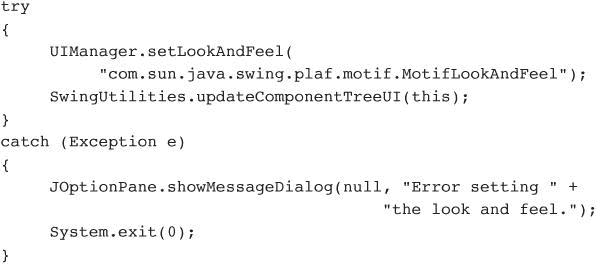 try
{
     UIManager.setLookAndFeel(
          "com.sun.java.swing.plaf.motif.MotifLookAndFeel");
     SwingUtilities.updateComponentTreeUI(this);
}
catch (Exception e)
{
     JOptionPane.showMessageDialog(null, "Error setting " +
                                   "the look and feel.");
     System.exit(0);
}